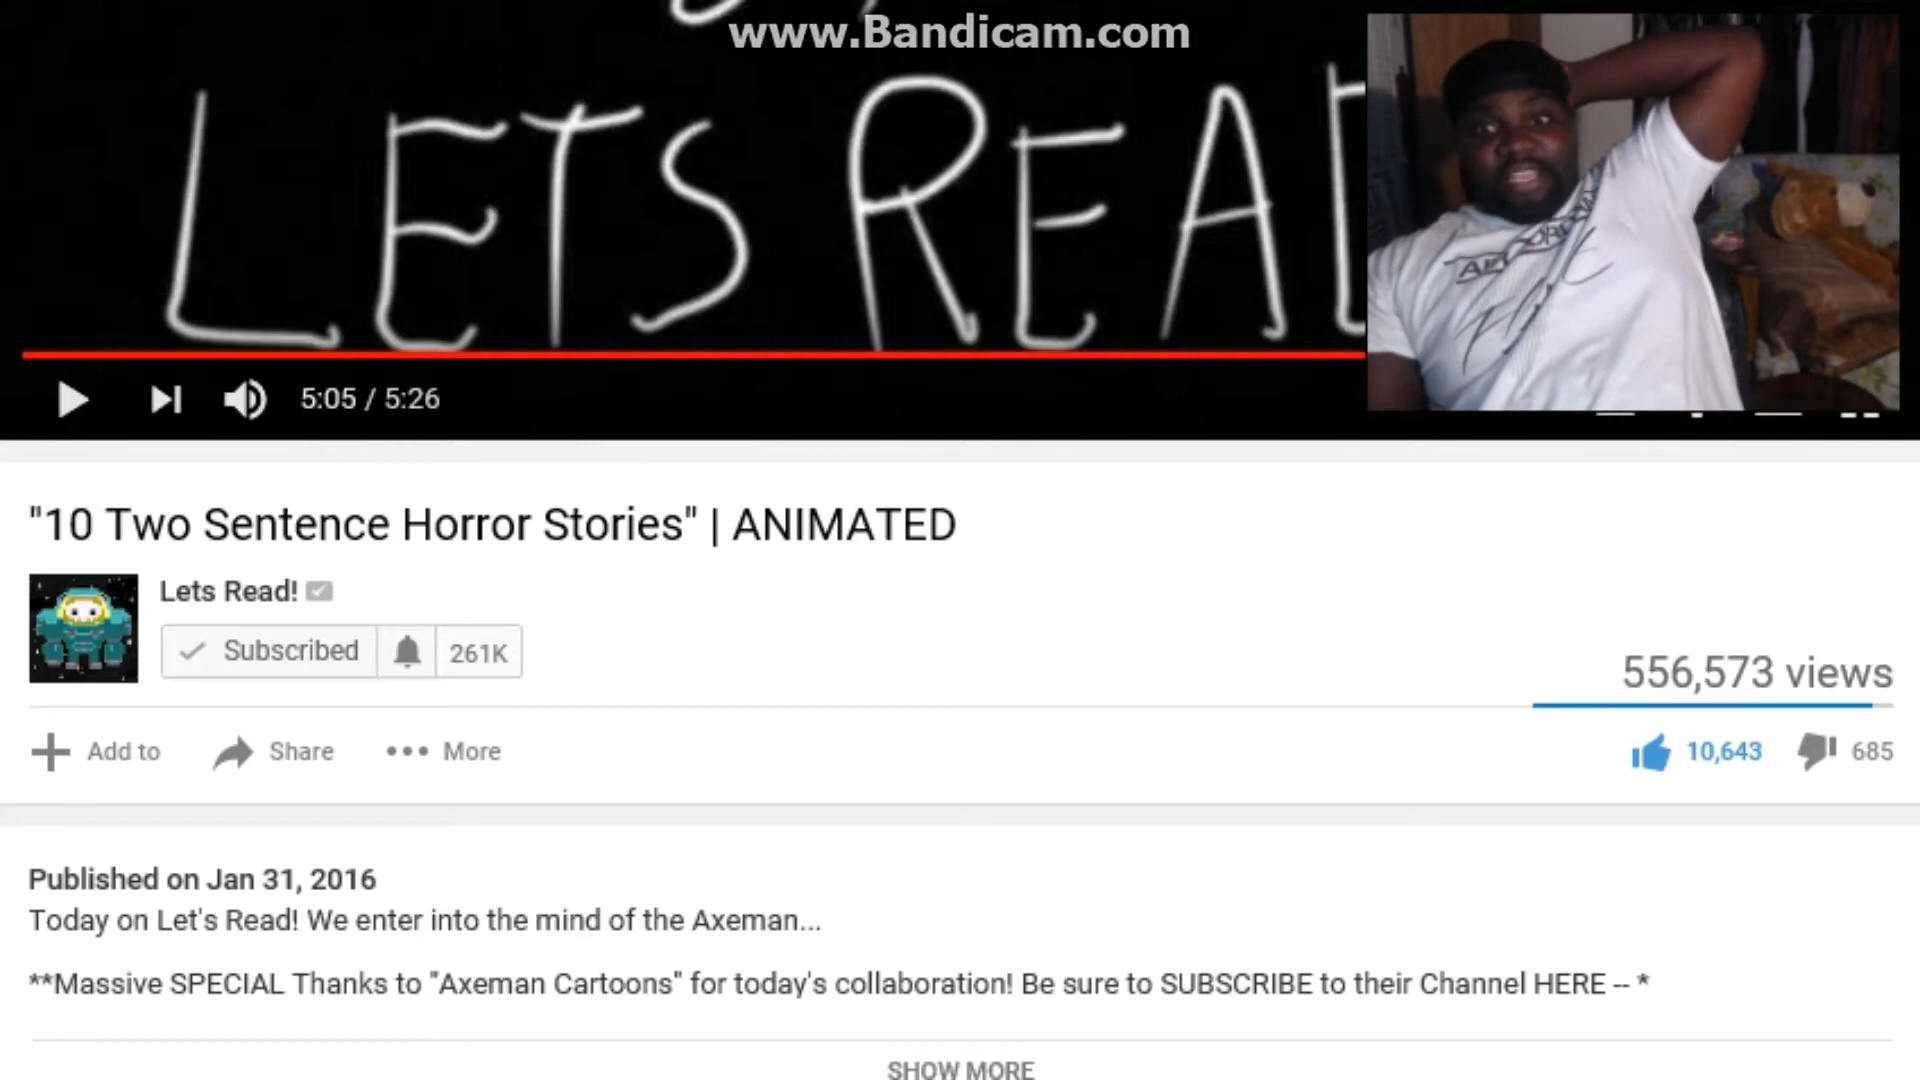 www.Bandicam.com
LETS READ
5:05 / 5:26
"10 Two Sentence Horror Stories" | ANIMATED
Lets Read!
Subscribed 261K
556,573 views
Add to Share More 10,643 685
Published on Jan 31, 2016
Today on Let's Read! We enter into the mind of the Axeman...
**Massive SPECIAL Thanks to "Axeman Cartoons" for today's collaboration! Be sure to SUBSCRIBE to their Channel HERE -- *
SHOW MORE